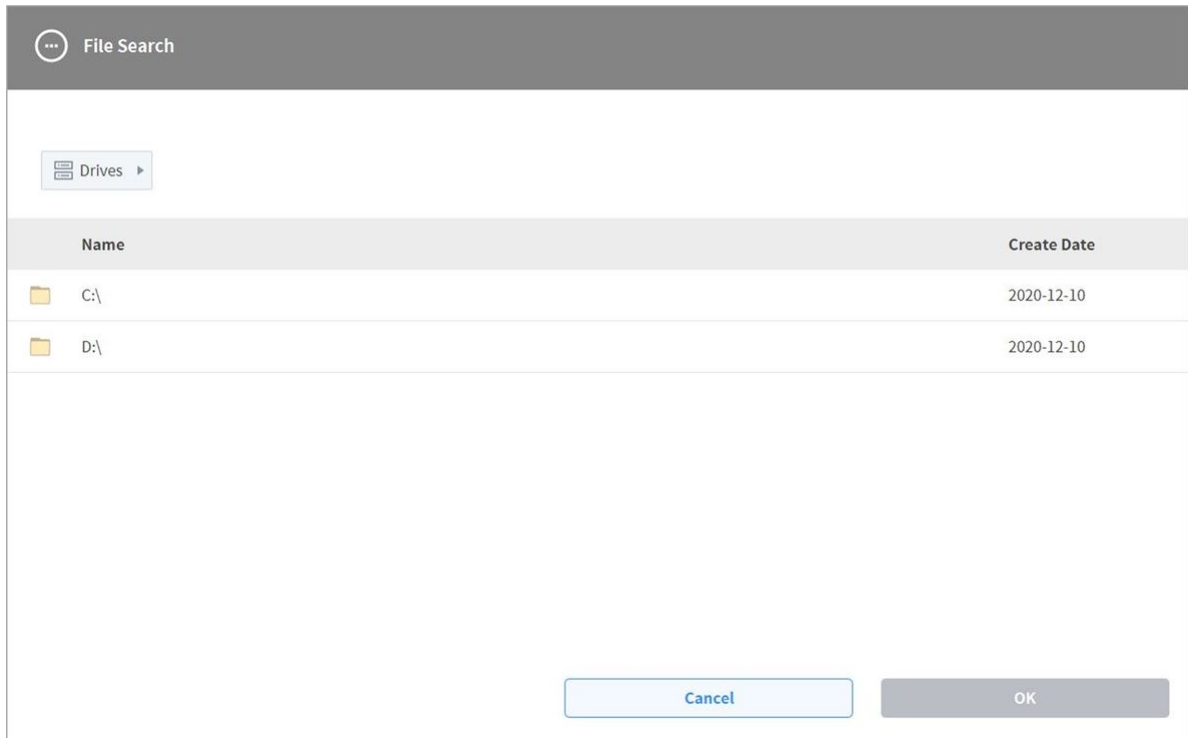 File Search
Drives
Name Create Date
C:\ 2020-12-10
D:\ 2020-12-10
Cancel OK